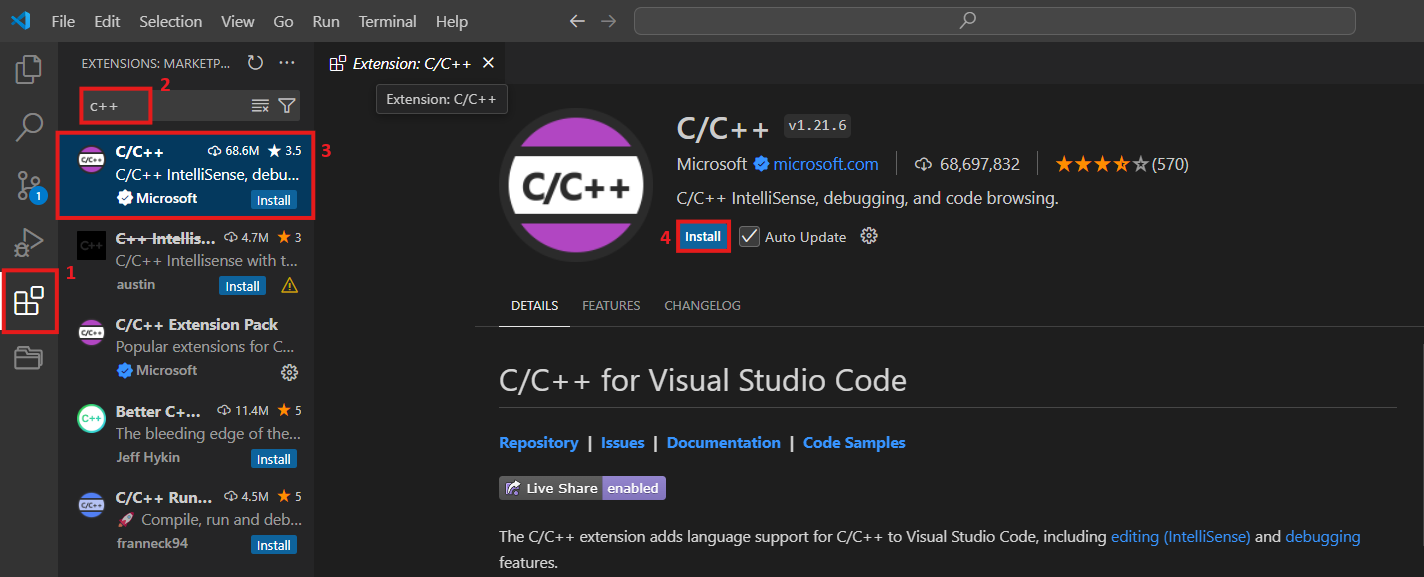 File Edit Selection View Go Run Terminal Help
EXTENSIONS: MARKETP...
2
c++
3
C/C++ 68.6M 3.5
C/C++ IntelliSense, debu...
Microsoft Install
C++ Intellis... 4.7M 3
C/C++ Intellisense with t...
austin Install
C/C++ Extension Pack
Popular extensions for C...
Microsoft
C++
Better C+... 11.4M 5
The bleeding edge of the...
Jeff Hykin Install
C/C++ Run... 4.5M 5
🚀 Compile, run and deb...
franneck94 Install
1
1
Extension: C/C++
Extension: C/C++
C/C++
C/C++ v1.21.6
Microsoft microsoft.com 68,697,832 (570)
C/C++ IntelliSense, debugging, and code browsing.
4 Install Auto Update
DETAILS FEATURES CHANGELOG
C/C++ for Visual Studio Code
Repository | Issues | Documentation | Code Samples
Live Share enabled
The C/C++ extension adds language support for C/C++ to Visual Studio Code, including editing (IntelliSense) and debugging
features.